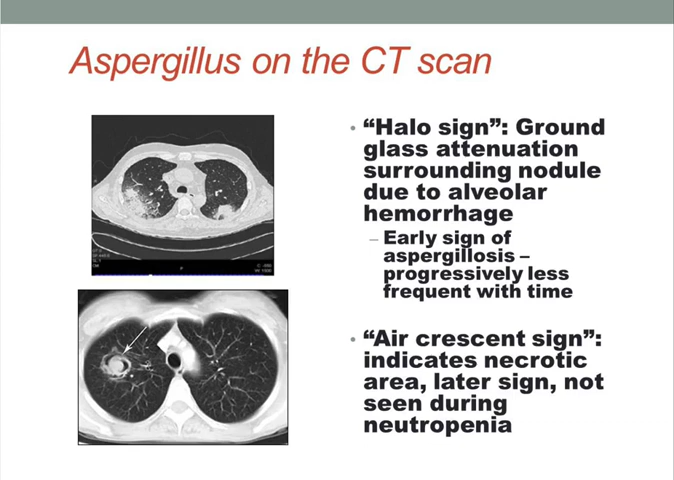 Aspergillus on the CT scan
• “Halo sign”: Ground
glass attenuation
surrounding nodule
due to alveolar
hemorrhage
– Early sign of
aspergillosis –
progressively less
frequent with time
• “Air crescent sign”:
indicates necrotic
area, later sign, not
seen during
neutropenia